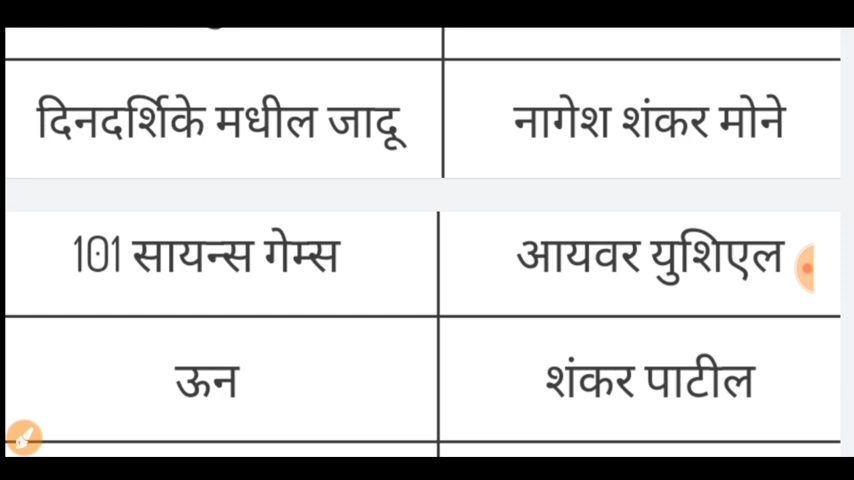 दिनदर्शिके मधील जादू नागेश शंकर मोने
101 सायन्स गेम्स आयवर युशिएल
ऊन शंकर पाटील